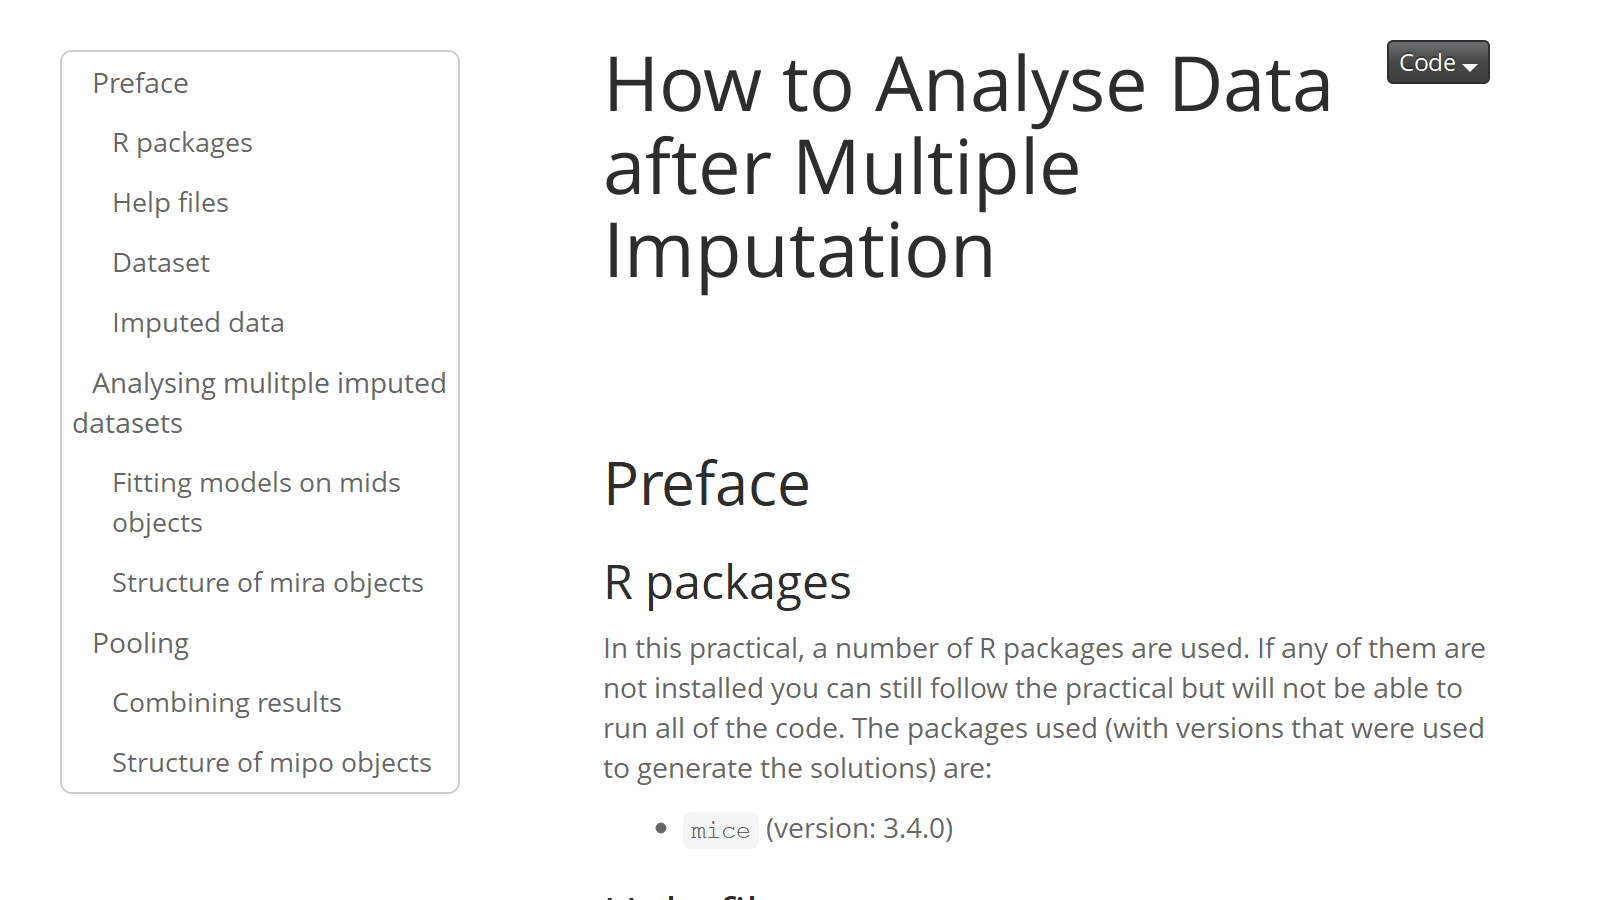 Preface
R packages
Help files
Dataset
Imputed data
Analysing mulitple imputed
datasets
Fitting models on mids
objects
Structure of mira objects
Pooling
Combining results
Structure of mipo objects
Code
How to Analyse Data
after Multiple
Imputation
Preface
R packages
In this practical, a number of R packages are used. If any of them are
not installed you can still follow the practical but will not be able to
run all of the code. The packages used (with versions that were used
to generate the solutions) are:
mice (version: 3.4.0)